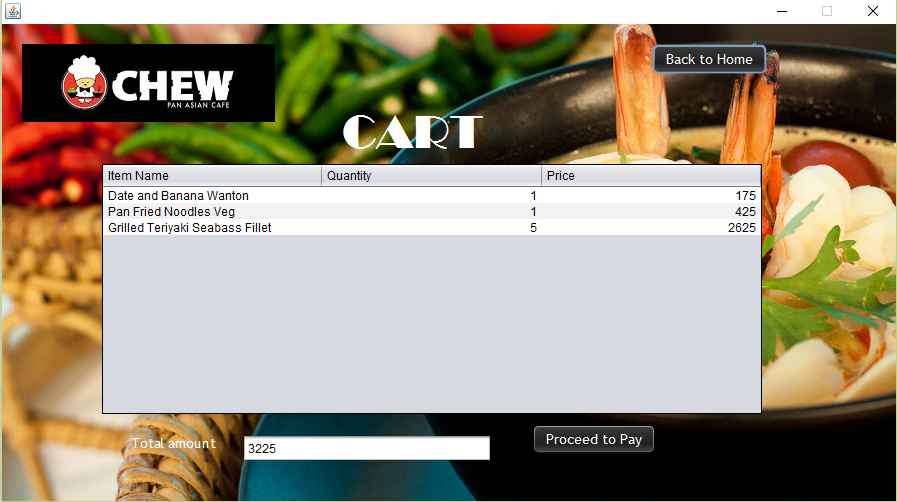 CHEW
PAN ASIAN CAFE
Back to Home
CART
Item Name Quantity Price
Date and Banana Wanton 1 175
Pan Fried Noodles Veg 1 425
Grilled Teriyaki Seabass Fillet 5 2625
Total amount 3225 Proceed to Pay